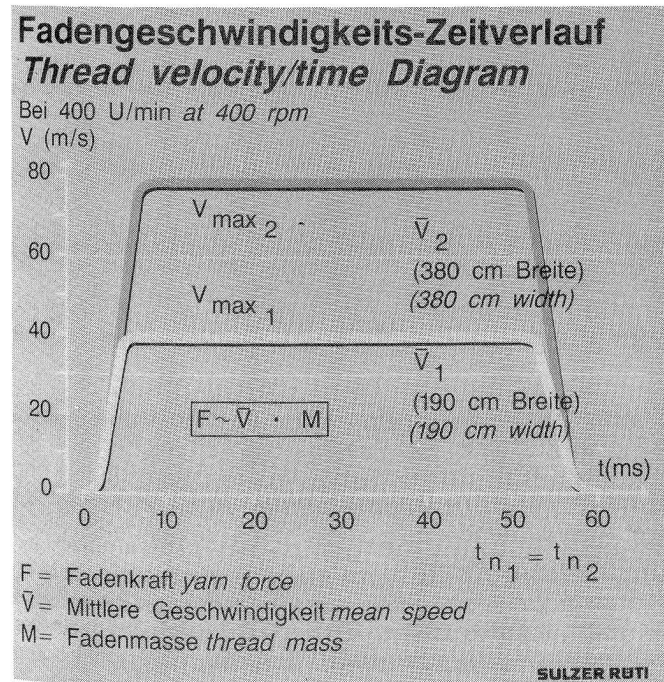 Fadengeschwindigkeits-Zeitverlauf
Thread velocity/time Diagram
Bei 400 U/min at 400 rpm
V (m/s)
80
60
40
20
0
V max 2
V̄ 2
(380 cm Breite)
(380 cm width)
V max 1
V̄ 1
(190 cm Breite)
(190 cm width)
F ~ V̄ · M
t(ms)
0 10 20 30 40 50 60
t n 1 = t n 2
F = Fadenkraft yarn force
V̄ = Mittlere Geschwindigkeit mean speed
M= Fadenmasse thread mass
SULZER RÜTI